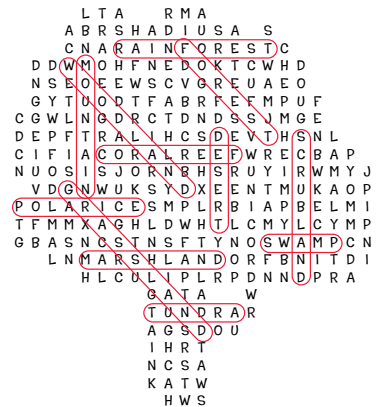 L T A R M A
A B R S H A D I U S A S
C N A R A I N F O R E S T C
D D W M O H F N E D O K T C W H D
N S E O E E W S C V G R E U A E O
G Y T U O D T F A B R F E F M P U F
C G W L N G D R C T D N D S S J M G E
D E P F T R A L I H C S D E V T H S N L
C I F I A C O R A L R E E F W R E C B A P
N U O S I S J O R N B H S R U Y I R W M Y J
V D G N W U K S Y D X E E N T M U K A O P
P O L A R I C E S M P L R B I A P B E L M I
T F M M X A G H L D W H T L C M Y L C Y M P
G B A S N C S T N S F T Y N O S W A M P C N
L N M A R S H L A N D O R F B N I T D I
H L C U L I P L R P D N N D P R A
G A T A W
T U N D R A R
A G S D O U
I H R T
N C S A
K A T W
H W S